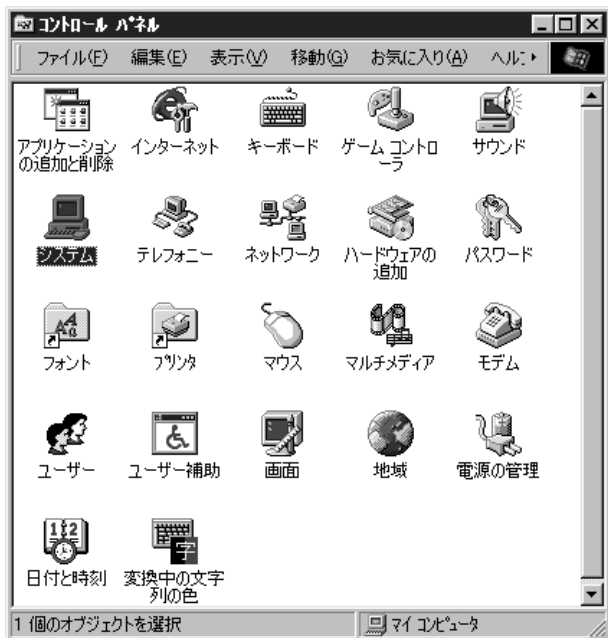 コントロール パネル
ファイル(F) 編集(E) 表示(V) 移動(G) お気に入り(A) ヘル
アプリケーション
の追加と削除
インターネット
キーボード
ゲーム コントロ
ーラ
サウンド
システム
テレフォニー
ネットワーク
ハードウェアの
追加
パスワード
フォント
プリンタ
マウス
マルチメディア
モデム
ユーザー
ユーザー補助
画面
地域
電源の管理
日付と時刻
変換中の文字
列の色
1 個のオブジェクトを選択
マイ コンピュータ